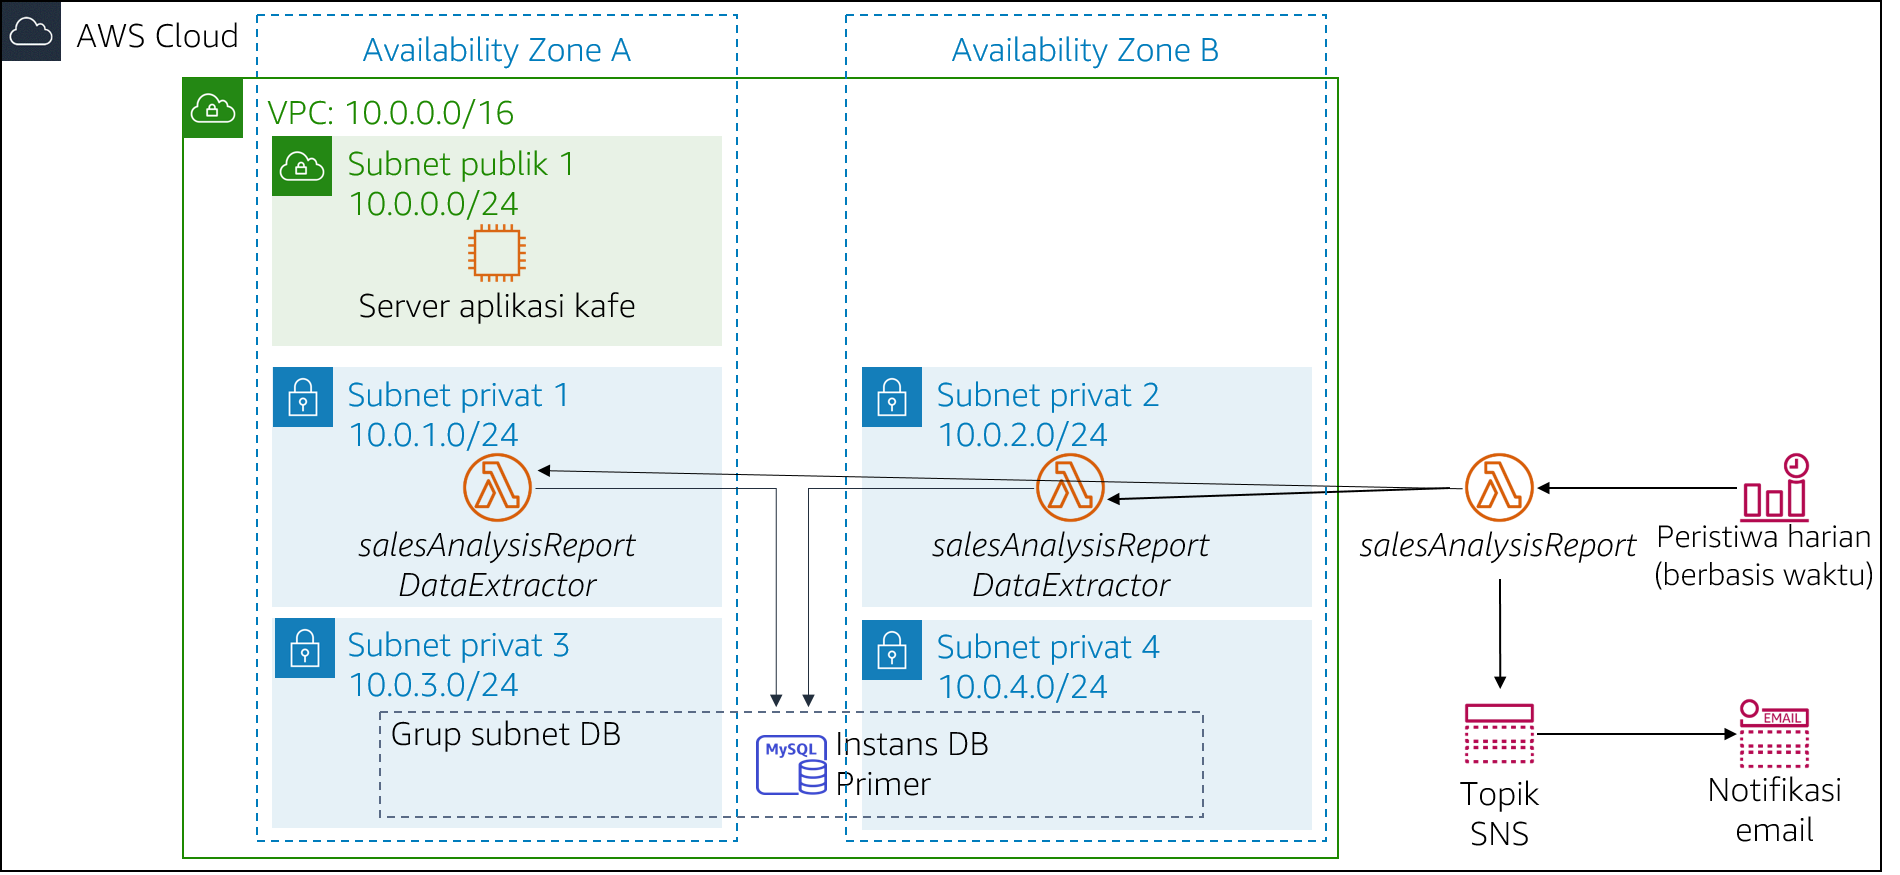 AWS Cloud
Availability Zone A
Availability Zone B
VPC: 10.0.0.0/16
Subnet publik 1
10.0.0.0/24
Server aplikasi kafe
Subnet privat 1
10.0.1.0/24
salesAnalysisReport
DataExtractor
Subnet privat 2
10.0.2.0/24
salesAnalysisReport
DataExtractor
salesAnalysisReport
Peristiwa harian
(berbasis waktu)
Subnet privat 3
10.0.3.0/24
Subnet privat 4
10.0.4.0/24
Grup subnet DB
MySQL
Instans DB
Primer
Topik
SNS
EMAIL
Notifikasi
email